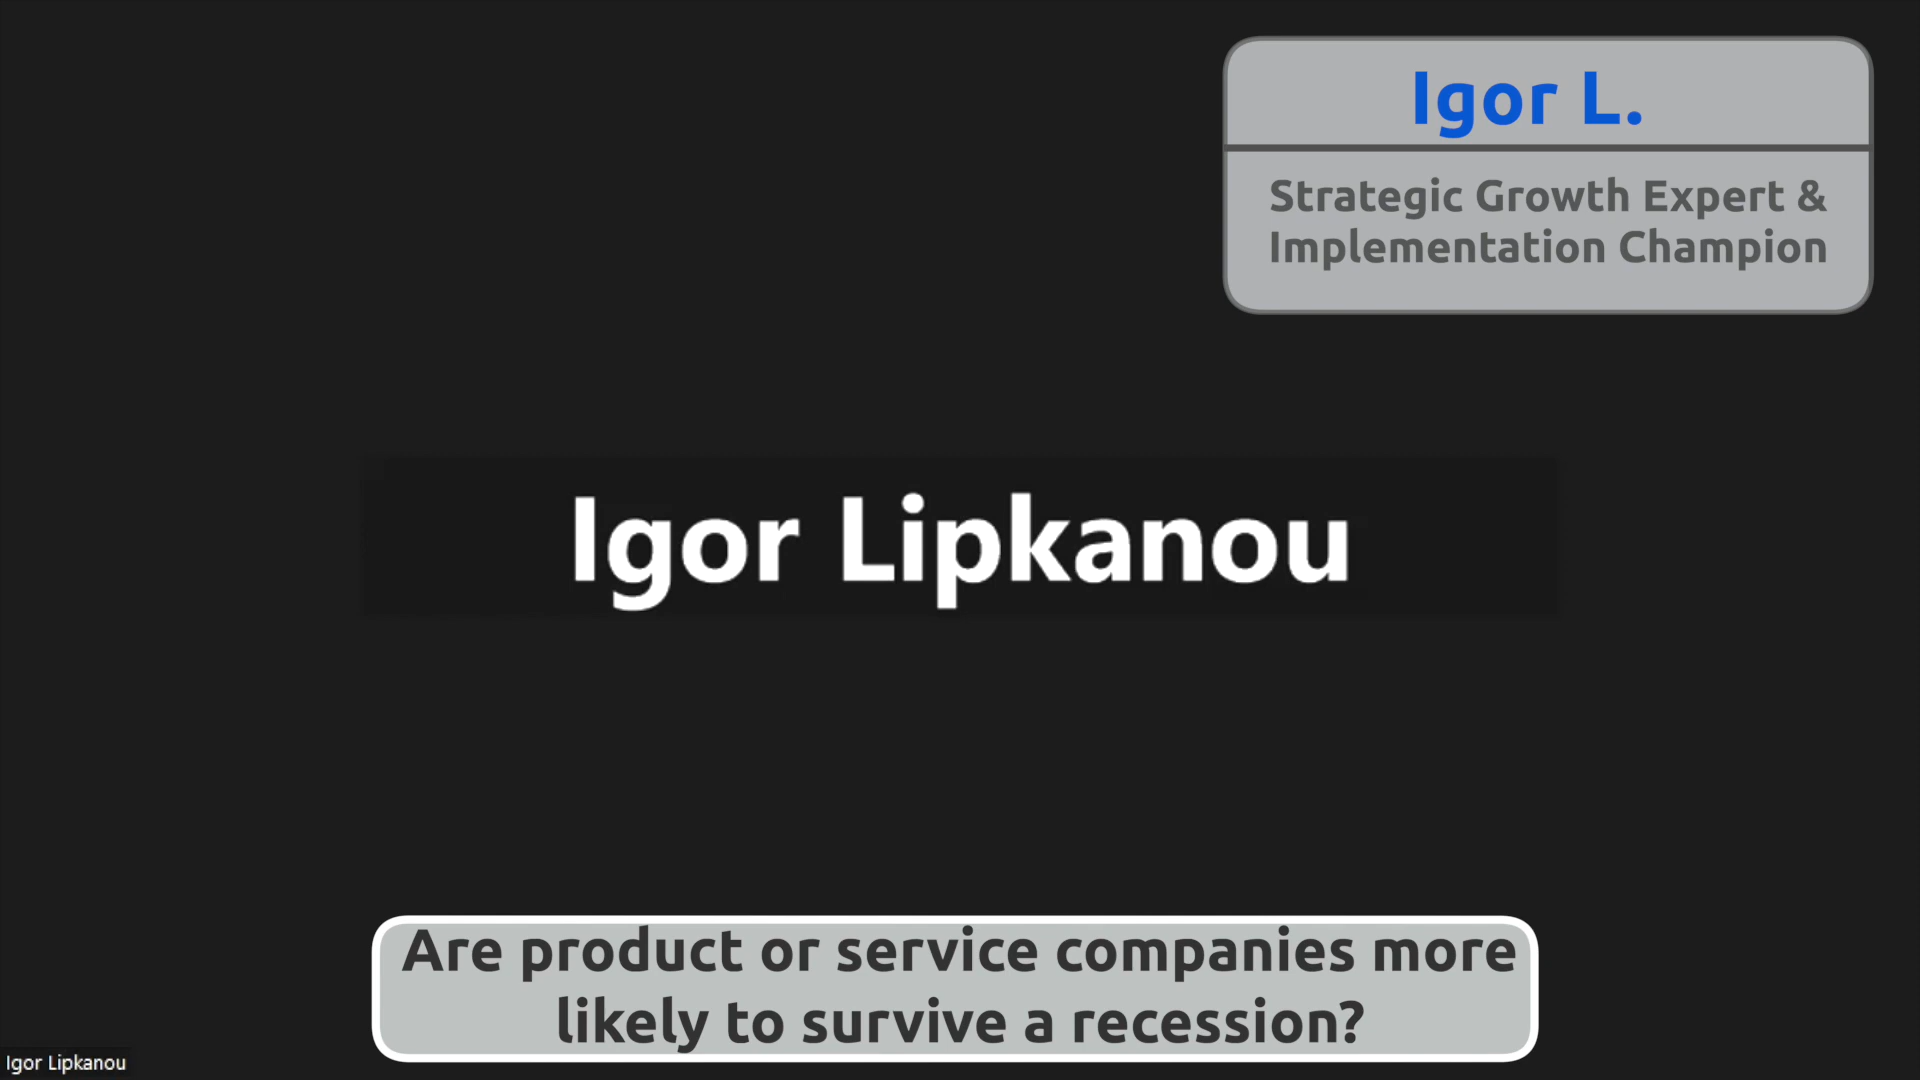 Igor L.
Strategic Growth Expert &
Implementation Champion
Igor Lipkanou
Are product or service companies more
likely to survive a recession?
Igor Lipkanou